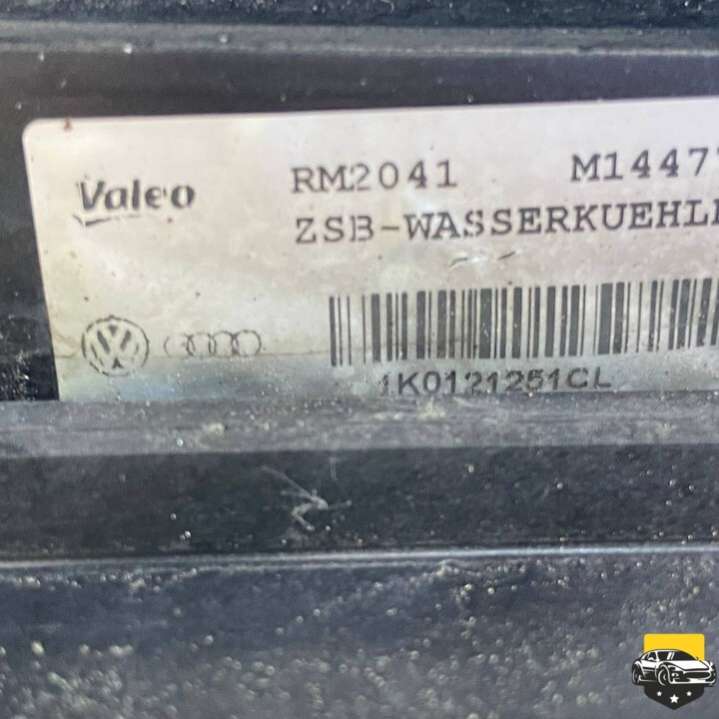 Valeo
RM2041 M1447
ZSB-WASSERKUEHL
1K0121251CL